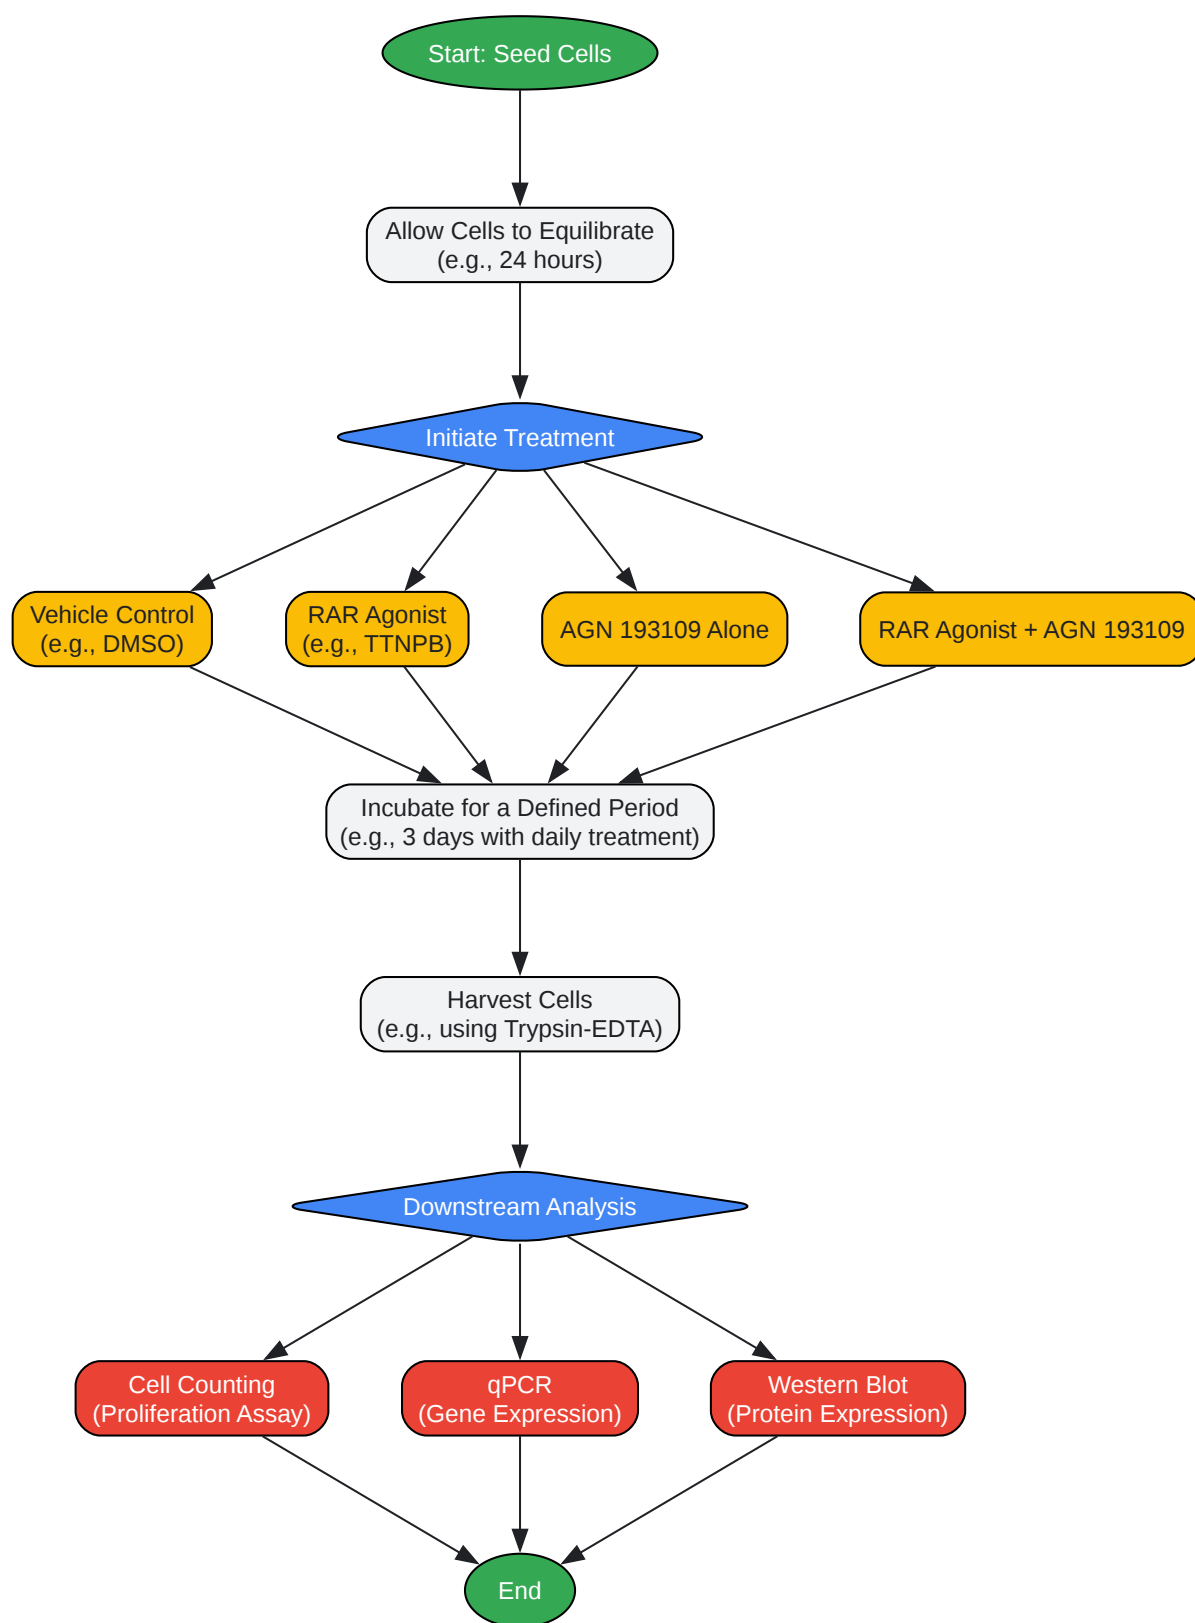 Start: Seed Cells
Allow Cells to Equilibrate
(e.g., 24 hours)
Initiate Treatment
Vehicle Control
(e.g., DMSO)
RAR Agonist
(e.g., TTNPB)
AGN 193109 Alone
RAR Agonist + AGN 193109
Incubate for a Defined Period
(e.g., 3 days with daily treatment)
Harvest Cells
(e.g., using Trypsin-EDTA)
Downstream Analysis
Cell Counting
(Proliferation Assay)
qPCR
(Gene Expression)
Western Blot
(Protein Expression)
End